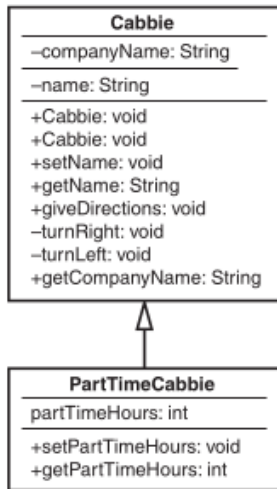 Cabbie
–companyName: String
–name: String
+Cabbie: void
+Cabbie: void
+setName: void
+getName: String
+giveDirections: void
–turnRight: void
–turnLeft: void
+getCompanyName: String
PartTimeCabbie
partTimeHours: int
+setPartTimeHours: void
+getPartTimeHours: int